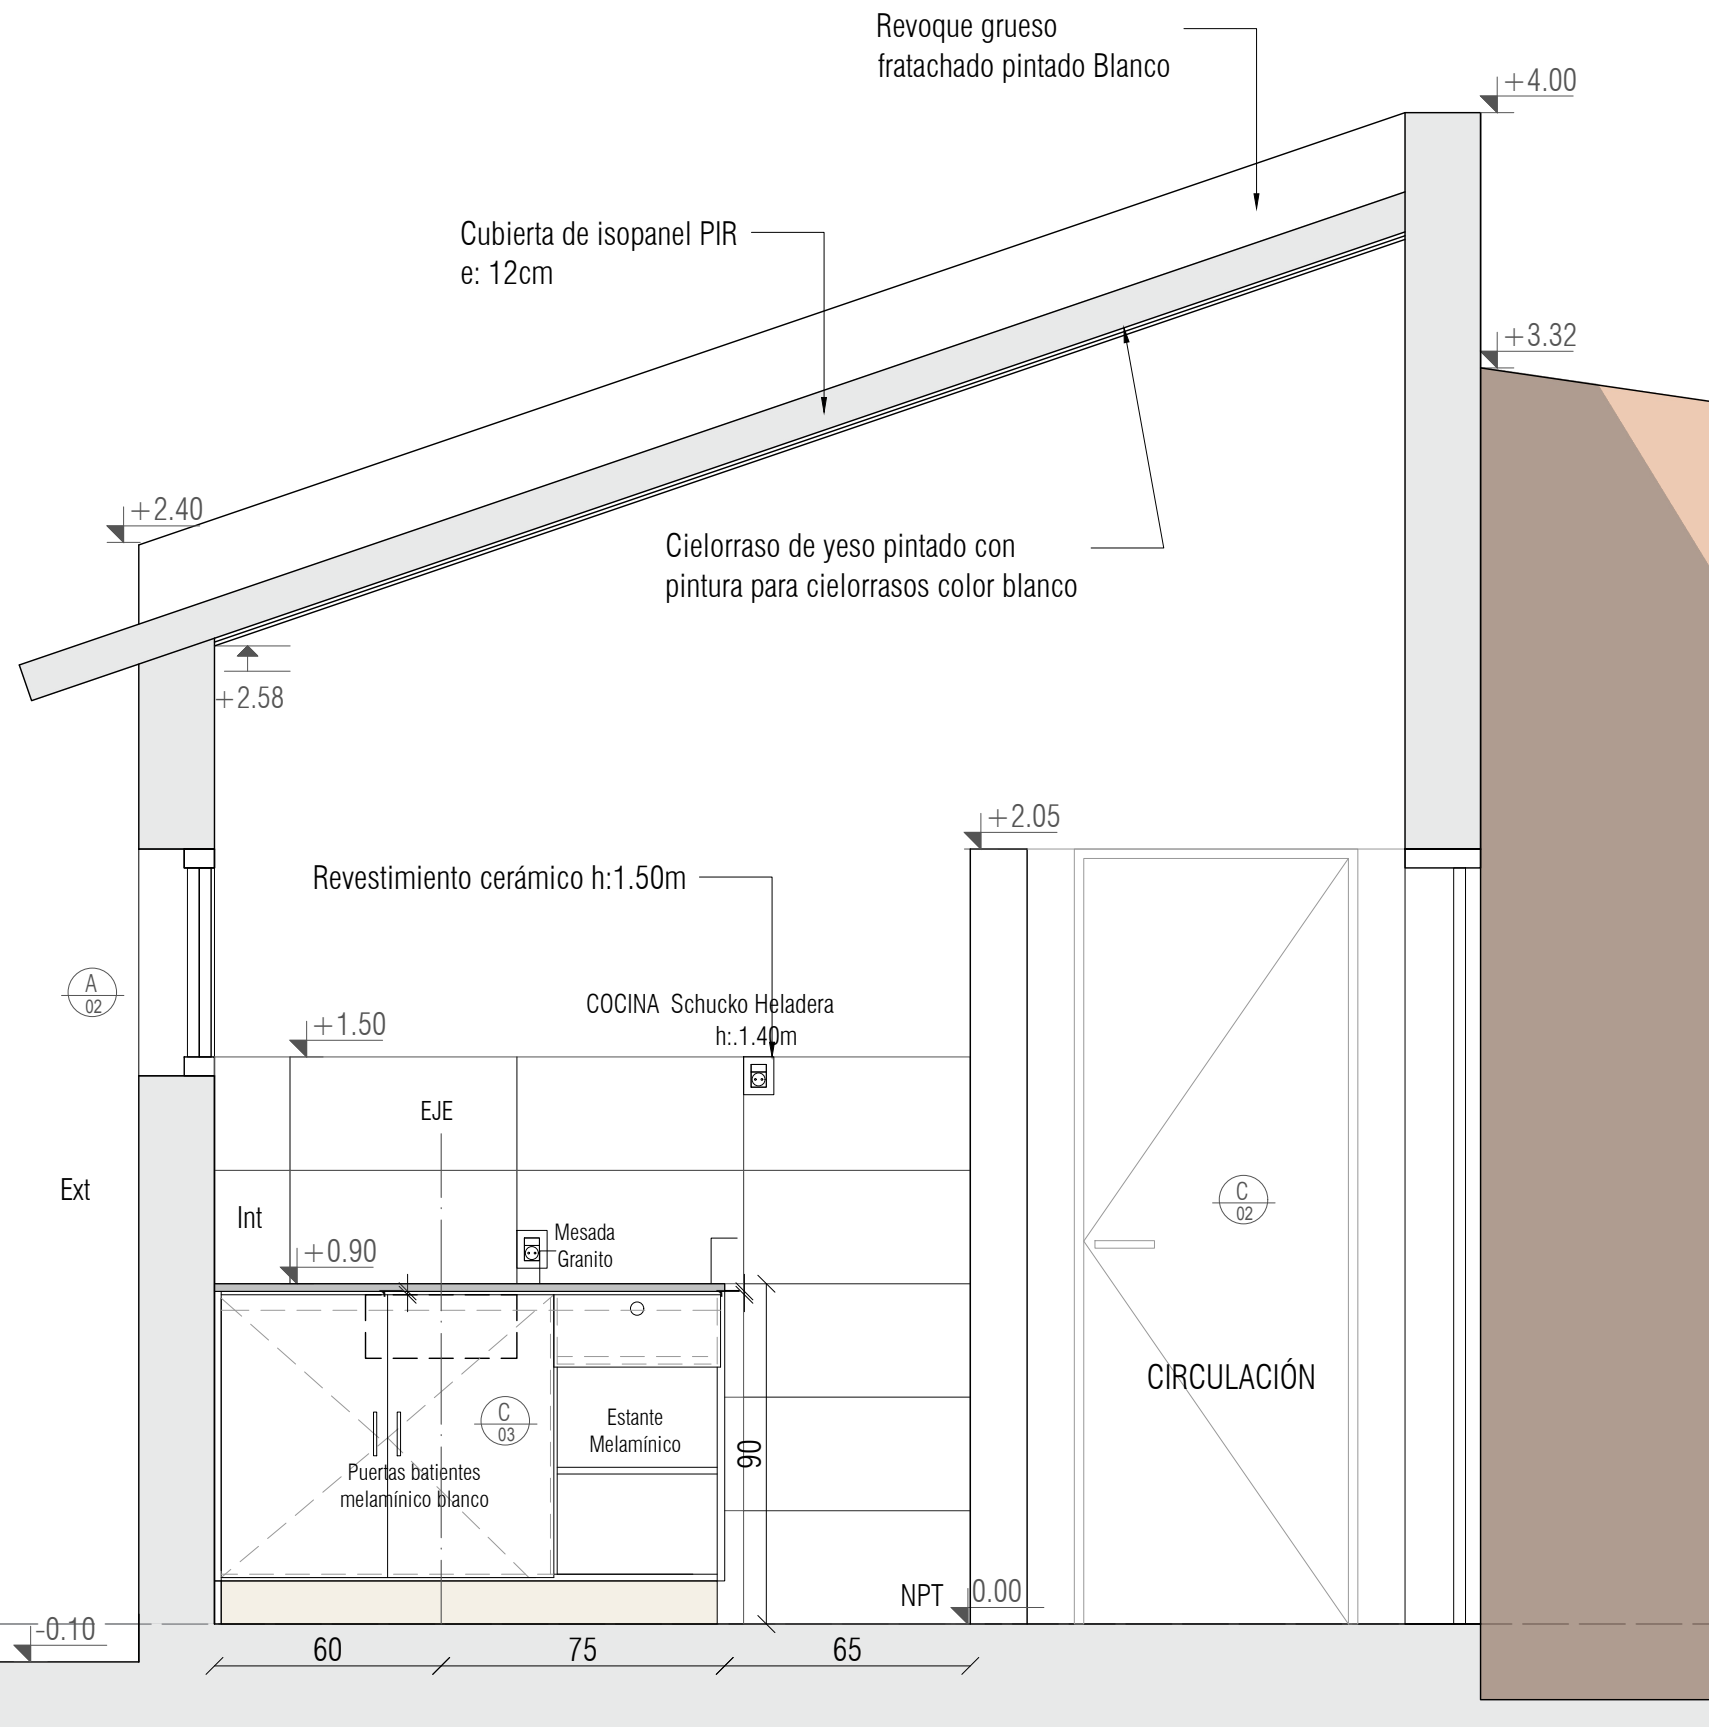 Revoque grueso
fratachado pintado Blanco
+4.00
Cubierta de isopanel PIR
e: 12cm
+3.32
+2.40
Cielorraso de yeso pintado con
pintura para cielorrasos color blanco
+2.58
+2.05
Revestimiento cerámico h:1.50m
A
02
COCINA Schucko Heladera
h:.1.40m
+1.50
EJE
Ext
Int
C
02
Mesada
Granito
+0.90
CIRCULACIÓN
C
03
Estante
Melamínico
90
Puertas batientes
melamínico blanco
NPT
0.00
-0.10
60
75
65